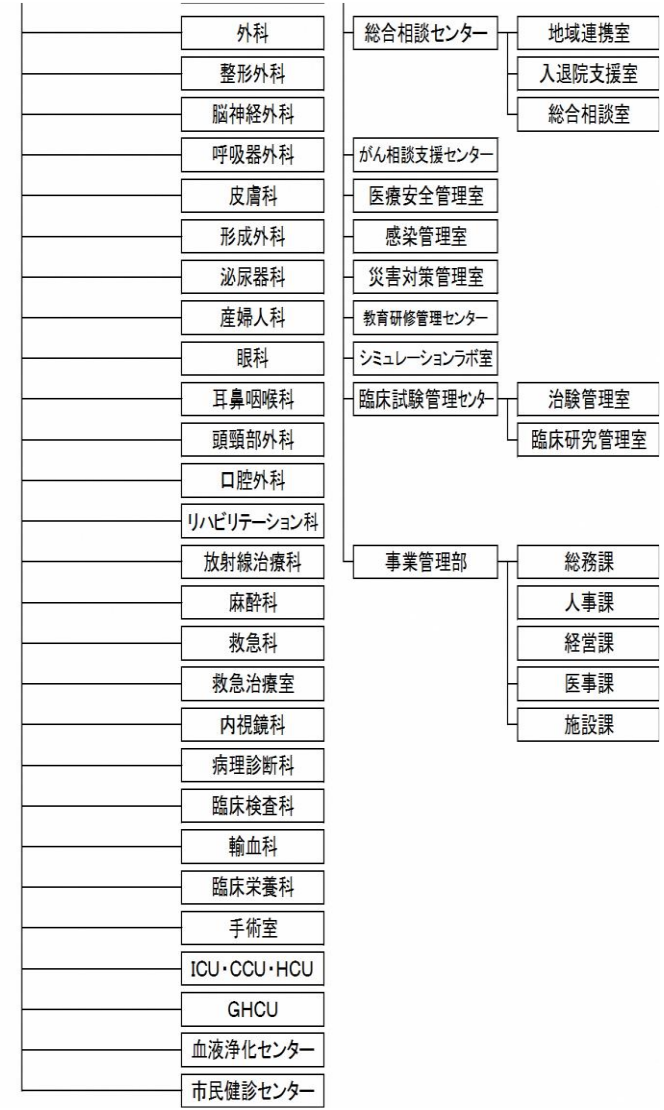 外科
整形外科
脳神経外科
呼吸器外科
皮膚科
形成外科
泌尿器科
産婦人科
眼科
耳鼻咽喉科
頭頸部外科
口腔外科
リハビリテーション科
放射線治療科
麻酔科
救急科
救急治療室
内視鏡科
病理診断科
臨床検査科
輸血科
臨床栄養科
手術室
ICU・CCU・HCU
GHCU
血液浄化センター
市民健診センター
総合相談センター
地域連携室
入退院支援室
総合相談室
がん相談支援センター
医療安全管理室
感染管理室
災害対策管理室
教育研修管理センター
シミュレーションラボ室
臨床試験管理センター
治験管理室
臨床研究管理室
事業管理部
総務課
人事課
経営課
医事課
施設課